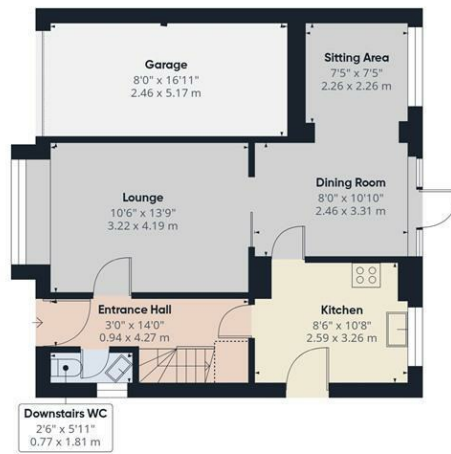 Garage
8'0" x 16'11"
2.46 x 5.17 m
Sitting Area
7'5" x 7'5"
2.26 x 2.26 m
Lounge
10'6" x 13'9"
3.22 x 4.19 m
Dining Room
8'0" x 10'10"
2.46 x 3.31 m
Entrance Hall
3'0" x 14'0"
0.94 x 4.27 m
Kitchen
8'6" x 10'8"
2.59 x 3.26 m
Downstairs WC
2'6" x 5'11"
0.77 x 1.81 m